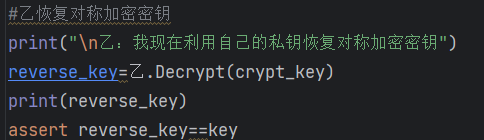 #乙恢复对称加密密钥
print("\n乙：我现在利用自己的私钥恢复对称加密密钥")
reverse_key=乙.Decrypt(crypt_key)
print(reverse_key)
assert reverse_key==key